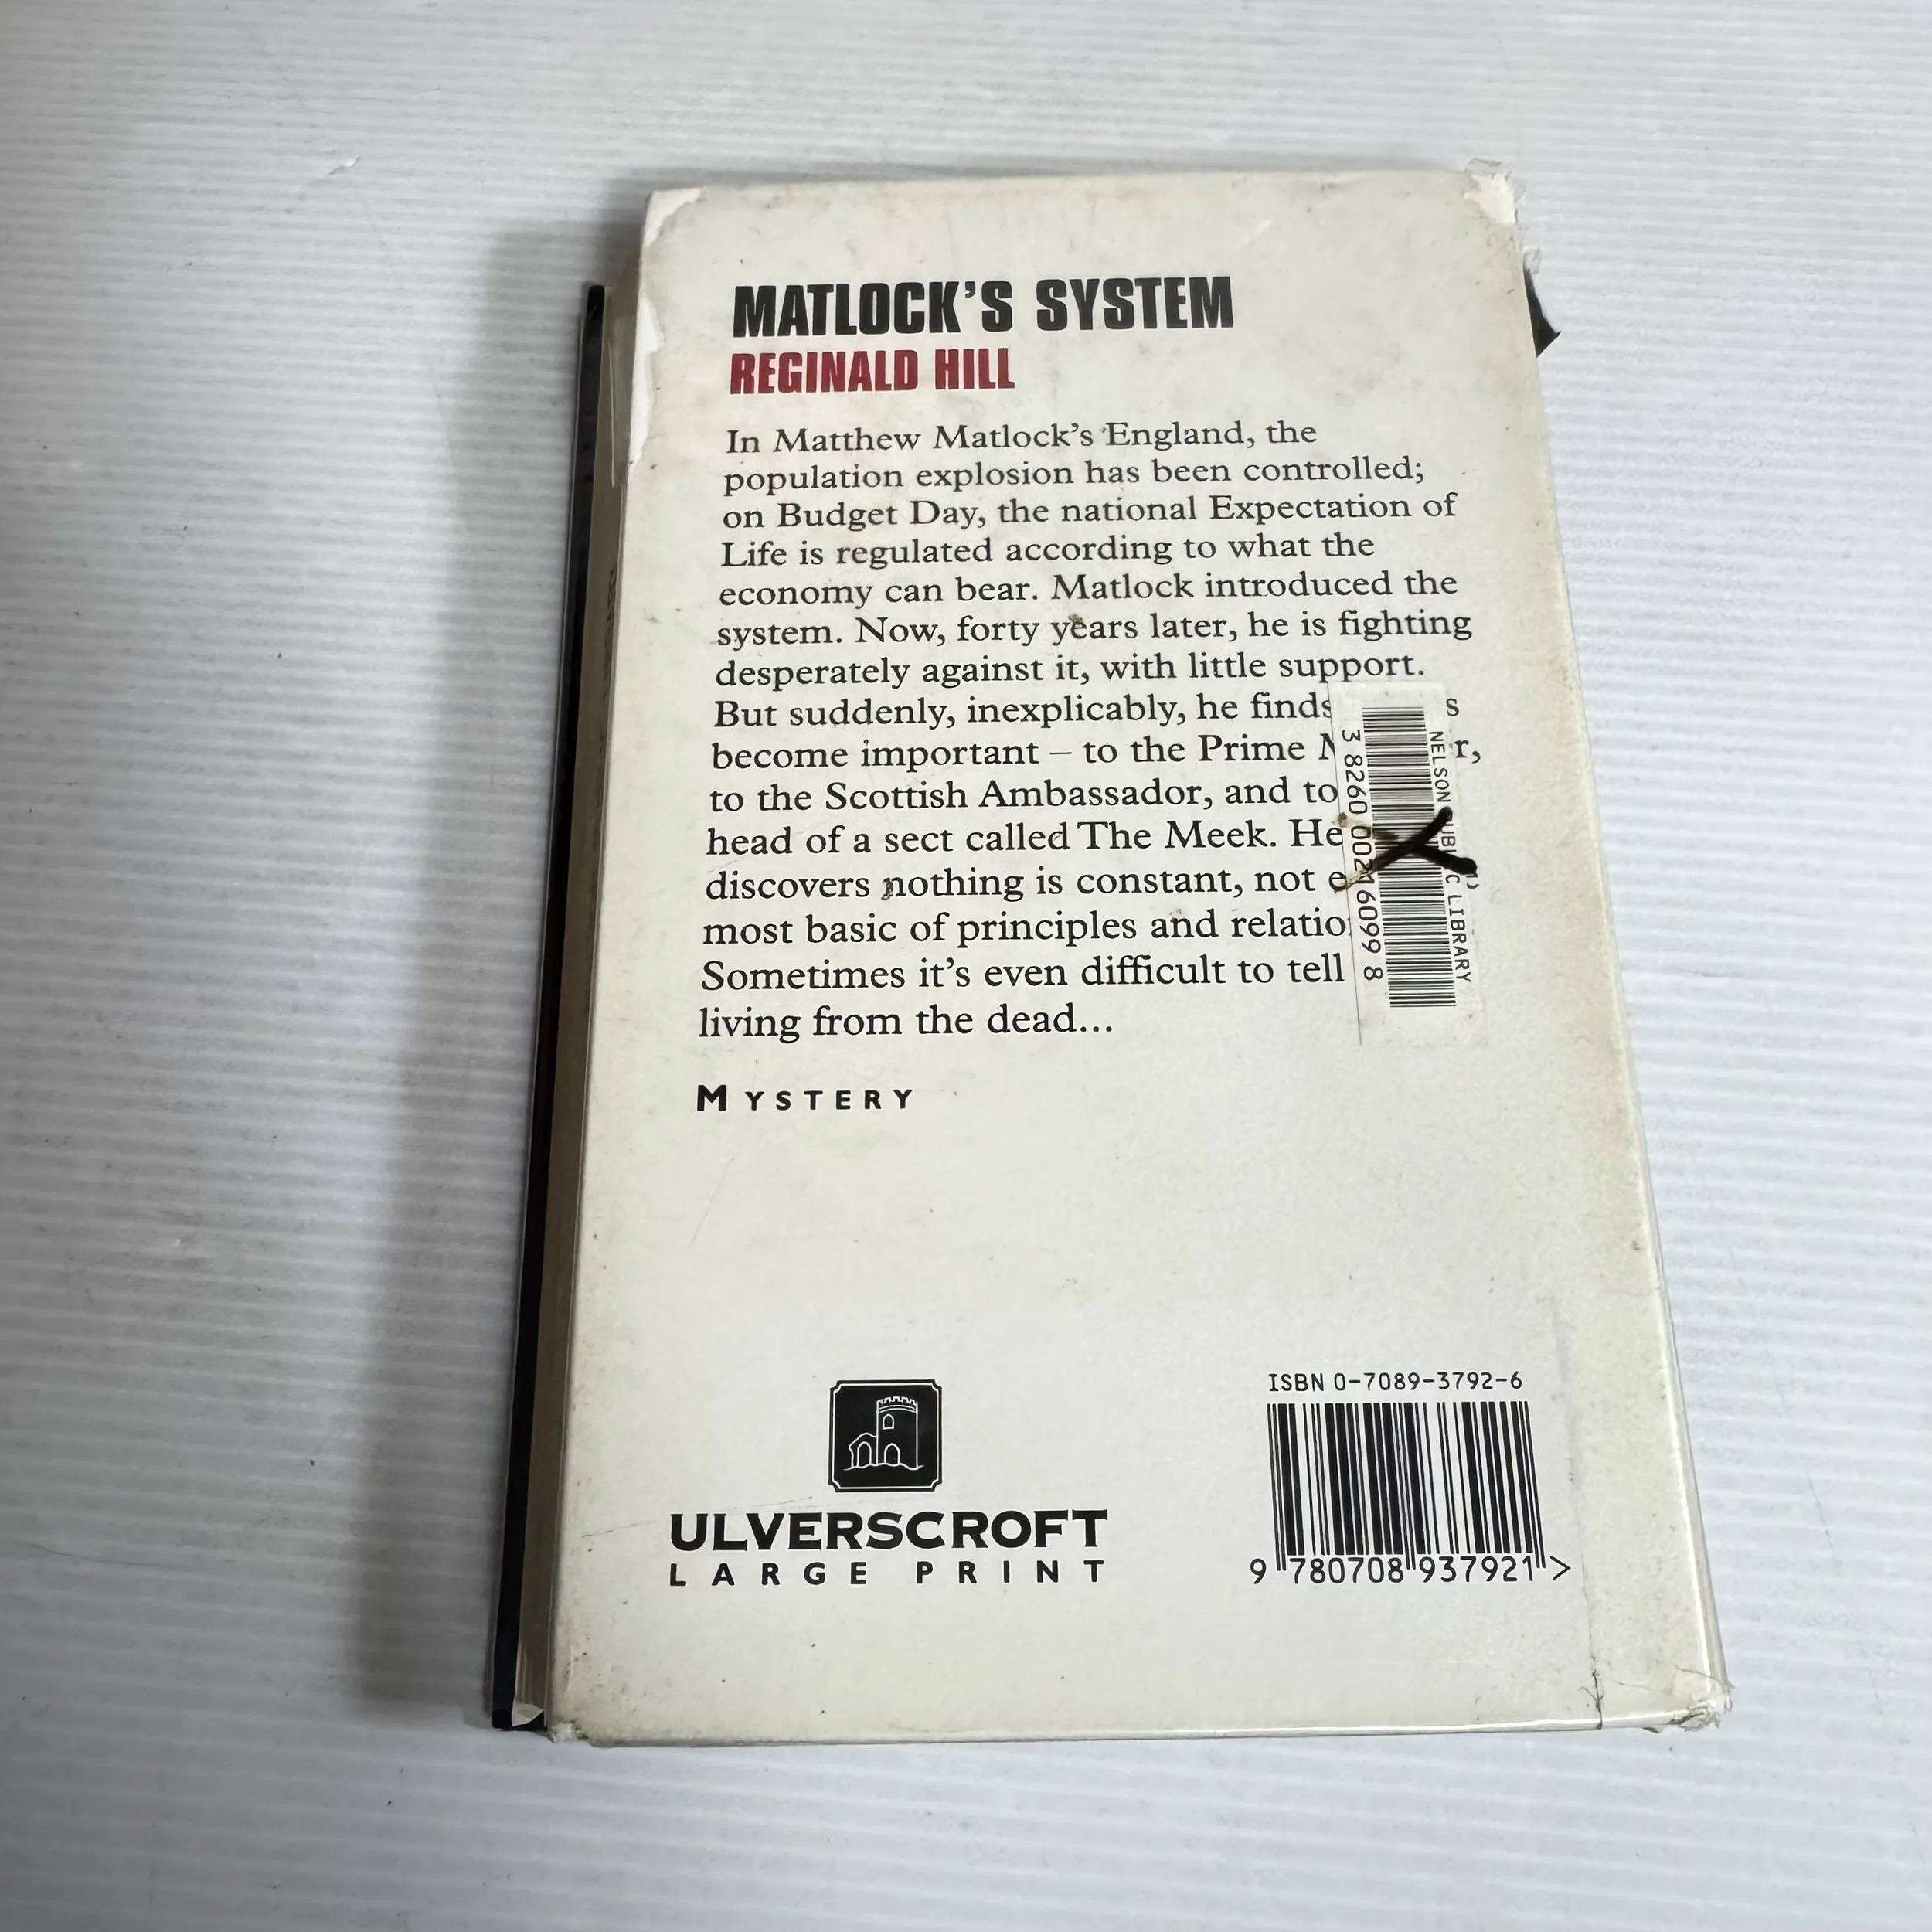 MATLOCK'S SYSTEM
REGINALD HILL
In Matthew Matlock's England, the
population explosion has been controlled;
on Budget Day, the national Expectation of
Life is regulated according to what the
economy can bear. Matlock introduced the
system. Now, forty years later, he is fighting
desperately against it, with little support.
But suddenly, inexplicably, he finds s
become important – to the Prime r,
to the Scottish Ambassador, and to
head of a sect called The Meek. He
discovers nothing is constant, not
most basic of principles and
Sometimes it's even difficult to tell
living from the dead...
MYSTERY
NELSON PUBLIC LIBRARY
3 8260 00216099 8
ULVERSCROFT
LARGE PRINT
ISBN 0-7089-3792-6
9 780708 937921 >